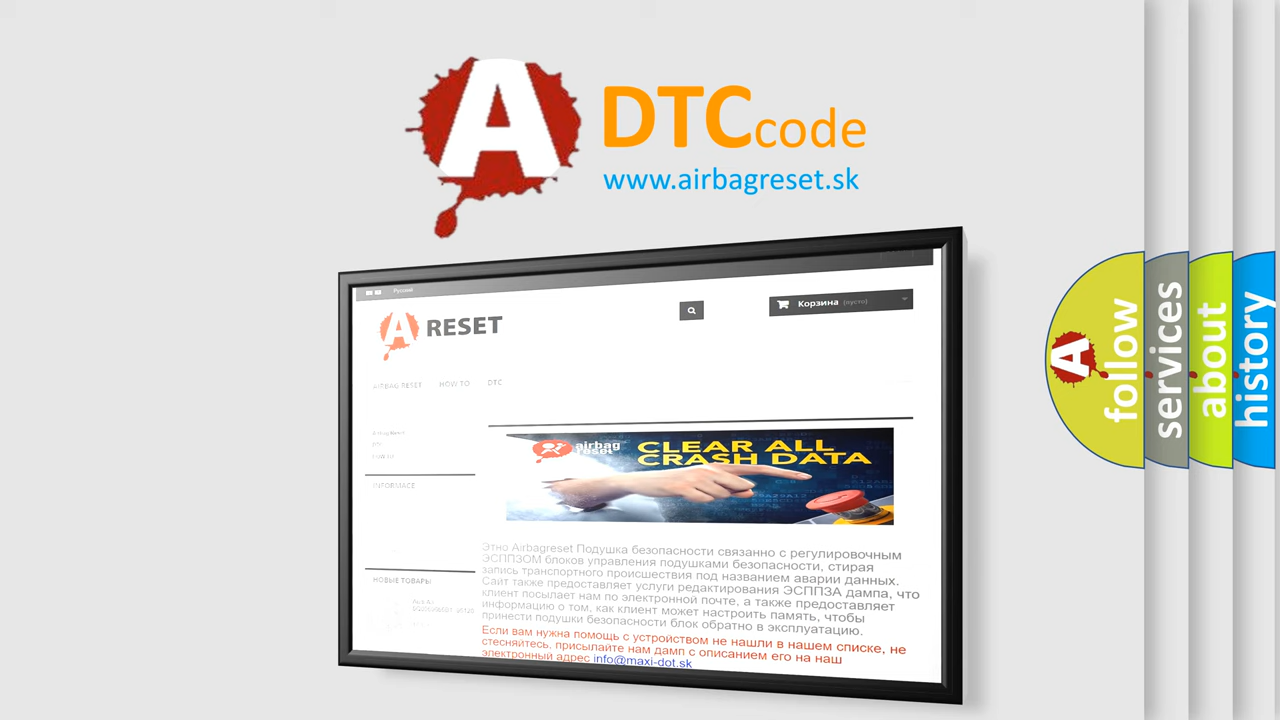 A DTCcode
www.airbagreset.sk
Русский
A RESET
Корзина (пусто)
AIRBAG RESET HOW TO DTC
INFORMACE
airbag
reset
CLEAR ALL
CRASH DATA
Этно Airbagreset Подушка безопасности связанно с регулировочным
ЭСППЗОМ блоков управления подушками безопасности, стирая
запись транспортного происшествия под названием аварии данных.
Сайт также предоставляет услуги редактирования ЭСППЗА дампа, что
клиент посылает нам по электронной почте, а также предоставляет
информацию о том, как клиент может настроить память, чтобы
принести подушки безопасности блок обратно в эксплуатацию.
Если вам нужна помощь с устройством не нашли в нашем списке, не
стесняйтесь, присылайте нам дамп с описанием его на наш
электронный адрес info@maxi-dot.sk
НОВЫЕ ТОВАРЫ
A
follow
services
about
history